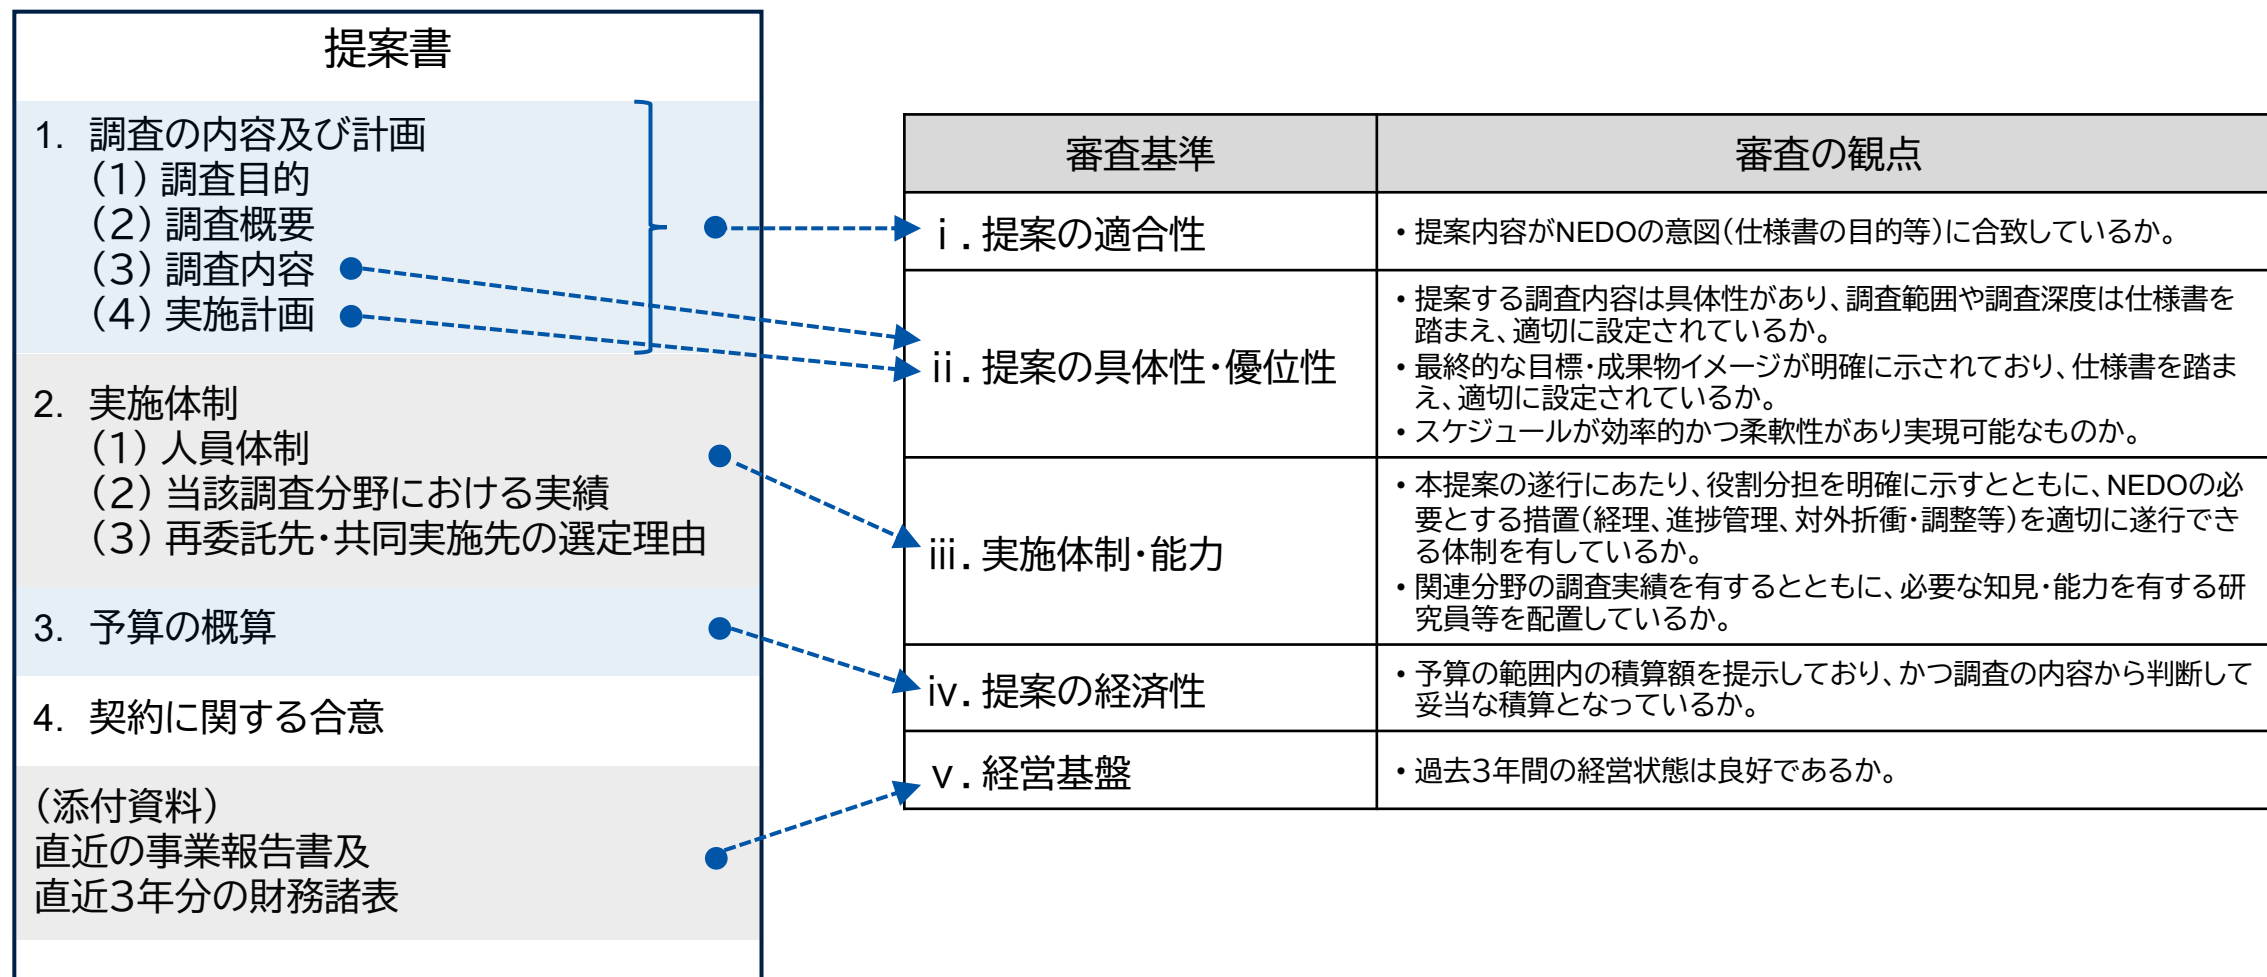 提案書
1. 調査の内容及び計画
(1) 調査目的
(2) 調査概要
(3) 調査内容
(4) 実施計画
2. 実施体制
(1) 人員体制
(2) 当該調査分野における実績
(3) 再委託先・共同実施先の選定理由
3. 予算の概算
4. 契約に関する合意
(添付資料)
直近の事業報告書及
直近3年分の財務諸表
審査基準
審査の観点
ⅰ. 提案の適合性
• 提案内容がNEDOの意図(仕様書の目的等)に合致しているか。
ⅱ. 提案の具体性・優位性
• 提案する調査内容は具体性があり、調査範囲や調査深度は仕様書を
踏まえ、適切に設定されているか。
• 最終的な目標・成果物イメージが明確に示されており、仕様書を踏ま
え、適切に設定されているか。
• スケジュールが効率的かつ柔軟性があり実現可能なものか。
ⅲ. 実施体制・能力
• 本提案の遂行にあたり、役割分担を明確に示すとともに、NEDOの必
要とする措置(経理、進捗管理、対外折衝・調整等)を適切に遂行でき
る体制を有しているか。
• 関連分野の調査実績を有するとともに、必要な知見・能力を有する研
究員等を配置しているか。
ⅳ. 提案の経済性
• 予算の範囲内の積算額を提示しており、かつ調査の内容から判断して
妥当な積算となっているか。
ⅴ. 経営基盤
• 過去3年間の経営状態は良好であるか。